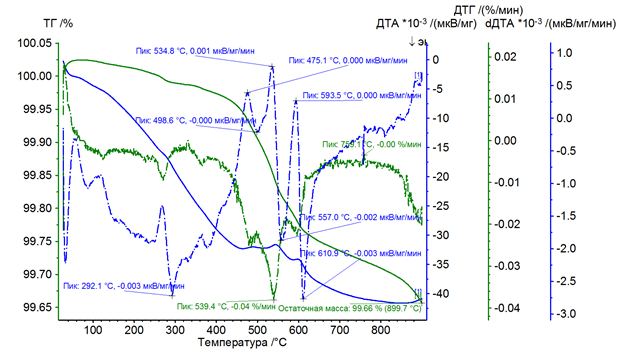 ДТГ /(%/мин)
ТГ /%
ДТА *10⁻³ /(мкВ/мг)
dДТА *10⁻³ /(мкВ/мг/мин)
100.05
100.00
99.95
99.90
99.85
99.80
99.75
99.70
99.65
Пик: 534.8 °C, 0.001 мкВ/мг/мин
Пик: 475.1 °C, 0.000 мкВ/мг/мин
Пик: 593.5 °C, 0.000 мкВ/мг/мин
Пик: 498.6 °C, -0.000 мкВ/мг/мин
Пик: 759.1 °C, -0.00 %/мин
Пик: 557.0 °C, -0.002 мкВ/мг/мин
Пик: 610.9 °C, -0.003 мкВ/мг/мин
Пик: 292.1 °C, -0.003 мкВ/мг/мин
Пик: 539.4 °C, -0.04 %/мин
Остаточная масса: 99.66 % (899.7 °C)
[1]
[1]
↓ эк
0
-5
-10
-15
-20
-25
-30
-35
-40
0.02
0.01
0.00
-0.01
-0.02
-0.03
-0.04
1.0
0.5
0.0
-0.5
-1.0
-1.5
-2.0
-2.5
-3.0
100 200 300 400 500 600 700 800
Температура /°C